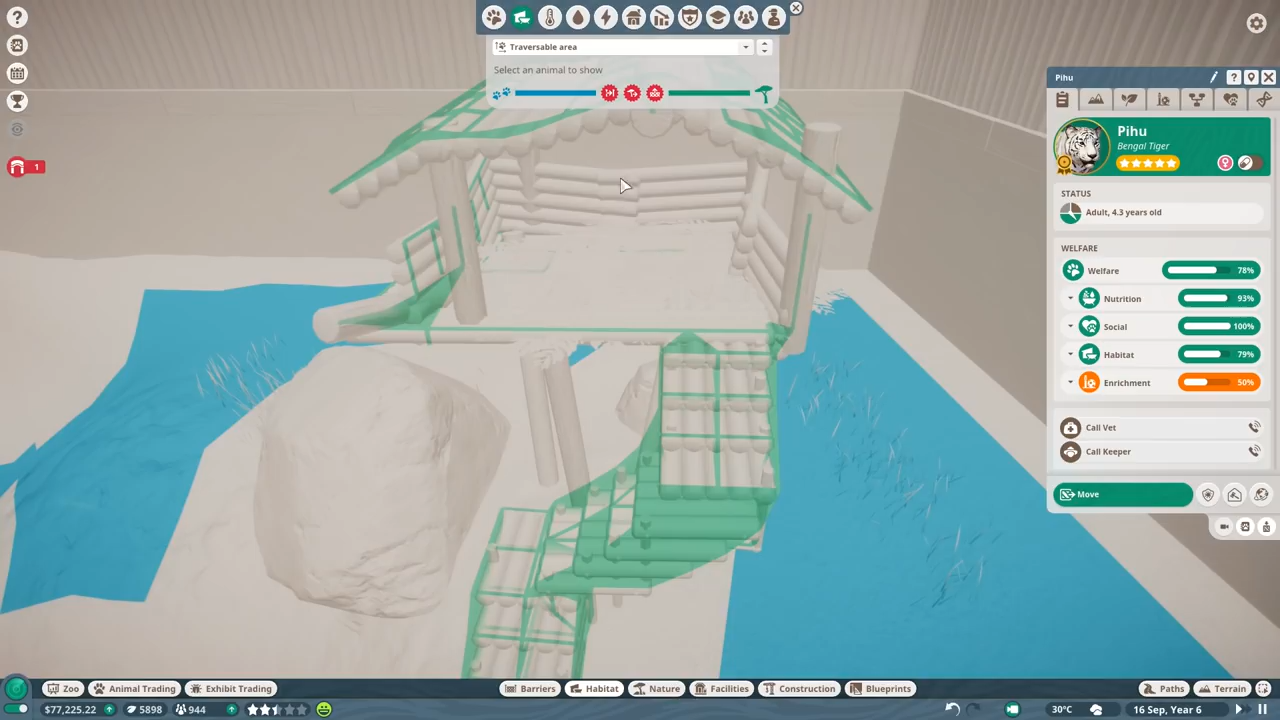 Traversable area
Select an animal to show
1
Pihu
Pihu
Bengal Tiger
STATUS
Adult, 4.3 years old
WELFARE
Welfare 78%
Nutrition 93%
Social 100%
Habitat 79%
Enrichment 50%
Call Vet
Call Keeper
Move
Zoo Animal Trading Exhibit Trading Barriers Habitat Nature Facilities Construction Blueprints Paths Terrain
$77,225.22 5898 944 30°C 16 Sep, Year 6